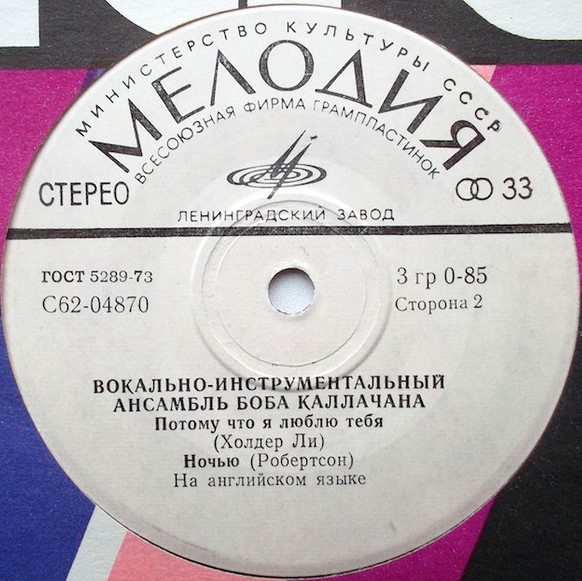 МИНИСТЕРСТВО КУЛЬТУРЫ СССР
МЕЛОДИЯ
ВСЕСОЮЗНАЯ ФИРМА ГРАМПЛАСТИНОК
СТЕРЕО
33
ЛЕНИНГРАДСКИЙ ЗАВОД
ГОСТ 5289-73
3 гр 0-85
С62-04870
Сторона 2
ВОКАЛЬНО-ИНСТРУМЕНТАЛЬНЫЙ
АНСАМБЛЬ БОБА КАЛЛАЧАНА
Потому что я люблю тебя
(Холдер Ли)
Ночью (Робертсон)
На английском языке